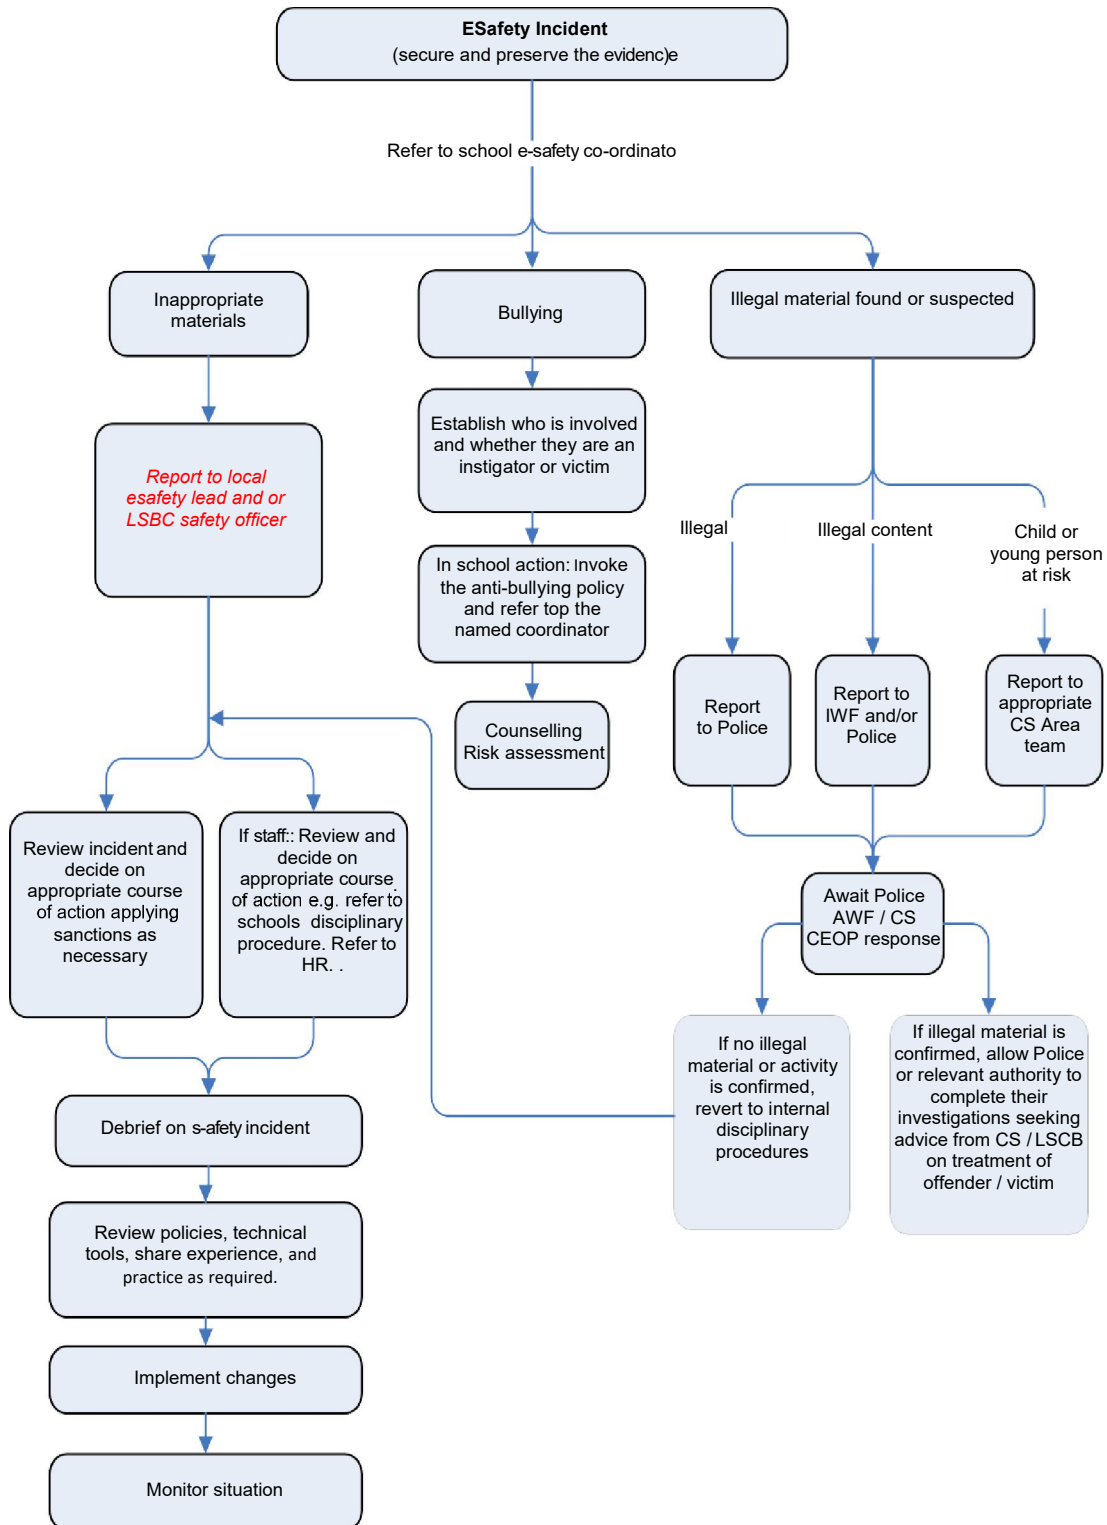 ESafety Incident
(secure and preserve the evidenc)e
Refer to school e-safety co-ordinato
Inappropriate
materials
Bullying
Illegal material found or suspected
Report to local
esafety lead and or
LSBC safety officer
Establish who is involved
and whether they are an
instigator or victim
In school action: Invoke
the anti-bullying policy
and refer top the
named coordinator
Counselling
Risk assessment
Illegal
Illegal content
Child or
young person
at risk
Report
to Police
Report to
IWF and/or
Police
Report to
appropriate
CS Area
team
Await Police
AWF / CS
CEOP response
If no illegal
material or activity
is confirmed,
revert to internal
disciplinary
procedures
If illegal material is
confirmed, allow Police
or relevant authority to
complete their
investigations seeking
advice from CS / LSCB
on treatment of
offender / victim
Review incident and
decide on
appropriate course
of action applying
sanctions as
necessary
If staff:: Review and
decide on
appropriate course
of action e.g. refer to
schools disciplinary
procedure. Refer to
HR. .
Debrief on s-afety incident
Review policies, technical
tools, share experience, and
practice as required.
Implement changes
Monitor situation